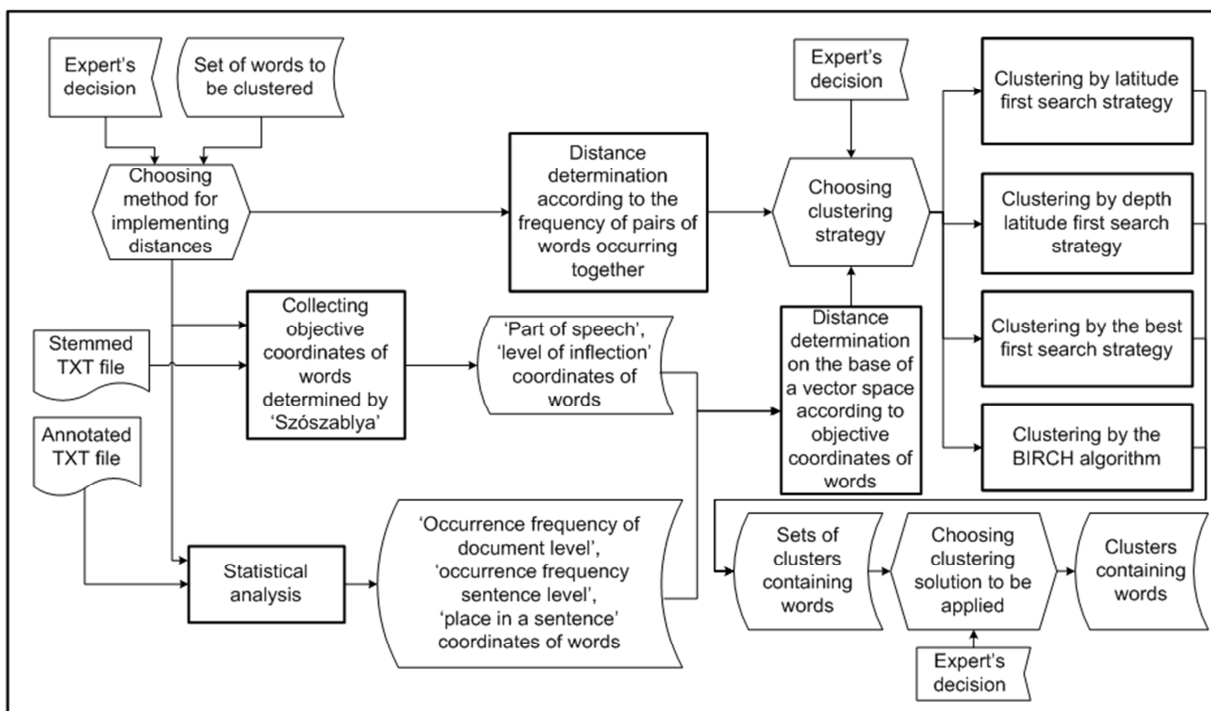 Expert's
decision
Set of words to
be clustered
Choosing
method for
implementing
distances
Distance
determination
according to the
frequency of pairs of
words occurring
together
Expert's
decision
Choosing
clustering
strategy
Clustering by latitude
first search strategy
Clustering by depth
latitude first search
strategy
Clustering by the best
first search strategy
Clustering by the
BIRCH algorithm
Stemmed
TXT file
Annotated
TXT file
Collecting
objective
coordinates of
words
determined by
‘Szószablya’
‘Part of speech’,
‘level of inflection’
coordinates of
words
Distance
determination
on the base of
a vector space
according to
objective
coordinates of
words
Statistical
analysis
‘Occurrence frequency of
document level’,
‘occurrence frequency
sentence level’,
‘place in a sentence’
coordinates of words
Sets of
clusters
containing
words
Choosing
clustering
solution to be
applied
Clusters
containing
words
Expert's
decision